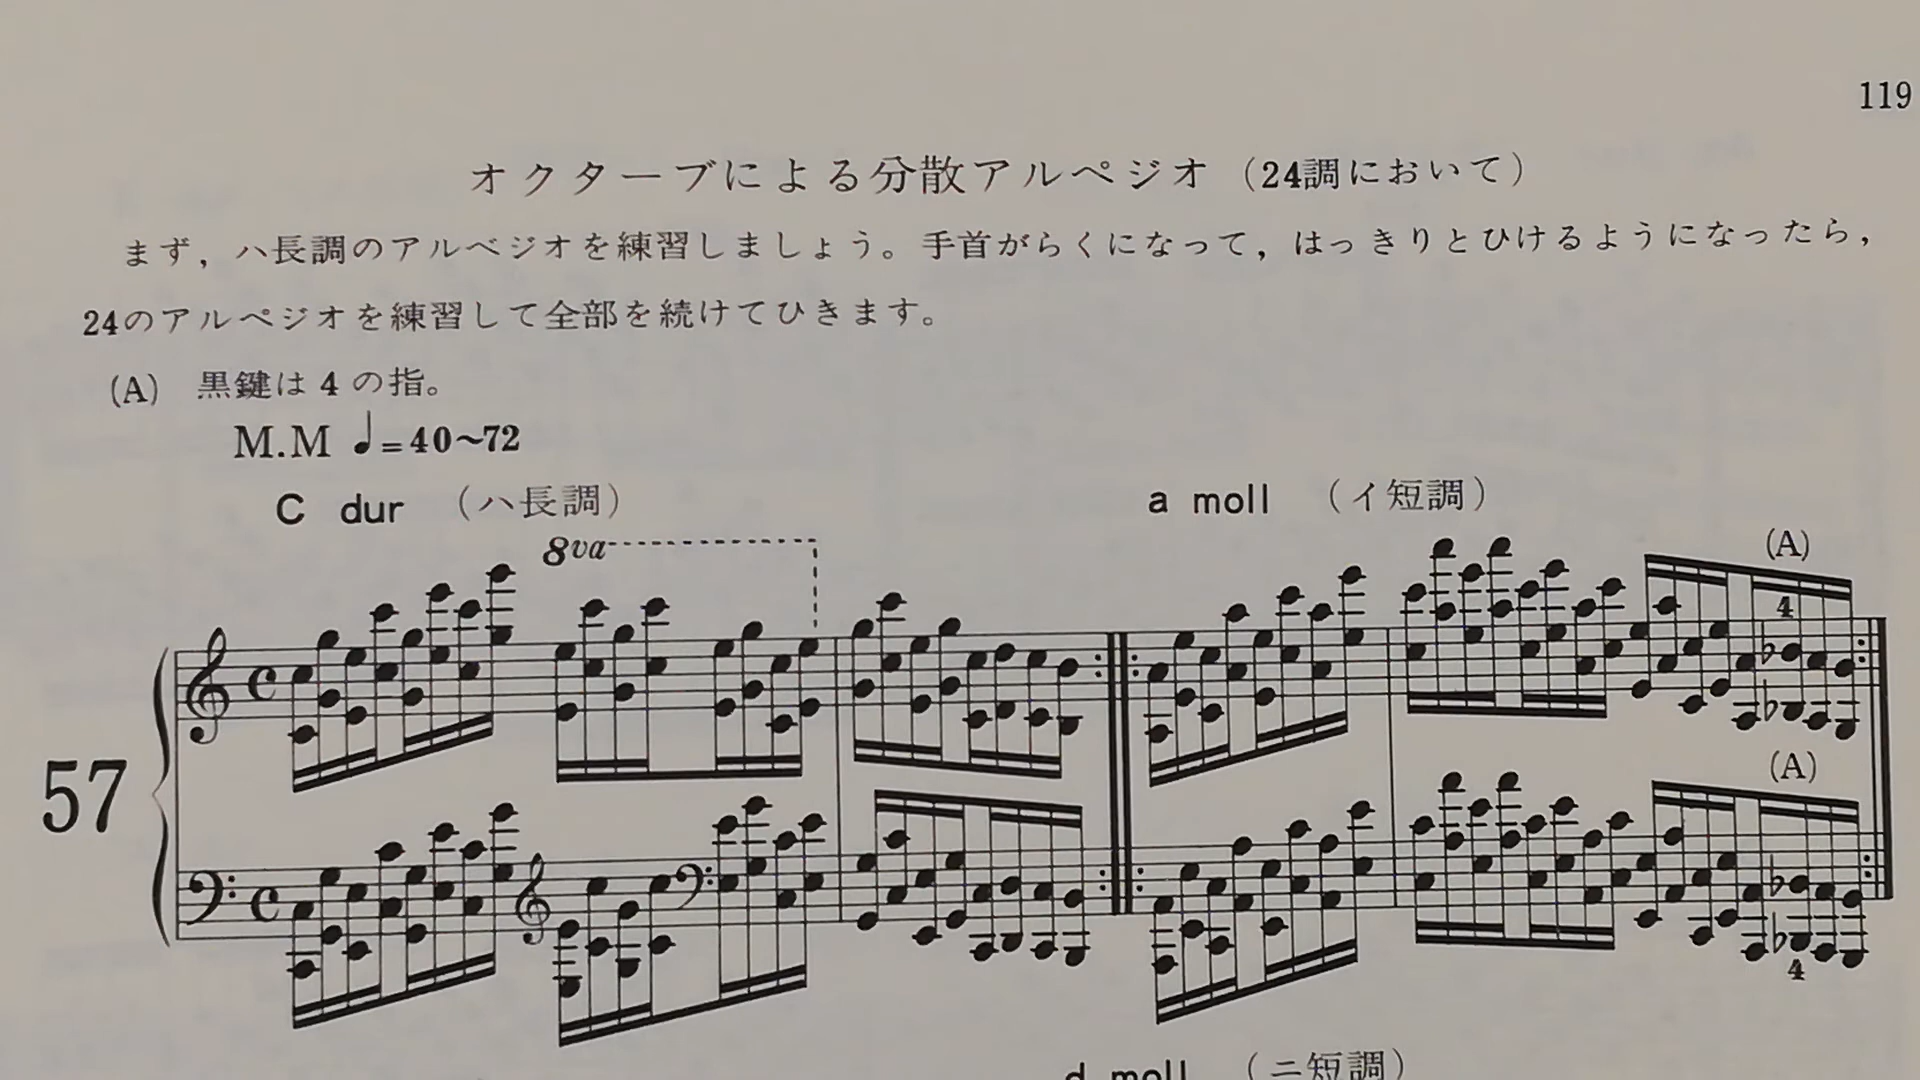 119
オクターブによる分散アルペジオ（24調において）
まず，ハ長調のアルペジオを練習しましょう。手首がらくになって，はっきりとひけるようになったら，
24のアルペジオを練習して全部を続けてひきます。
(A) 黒鍵は 4 の指。
M.M ♩=40～72
C dur （ハ長調）
a moll （イ短調）
8va
(A)
4
57
(A)
4
d moll （ニ短調）